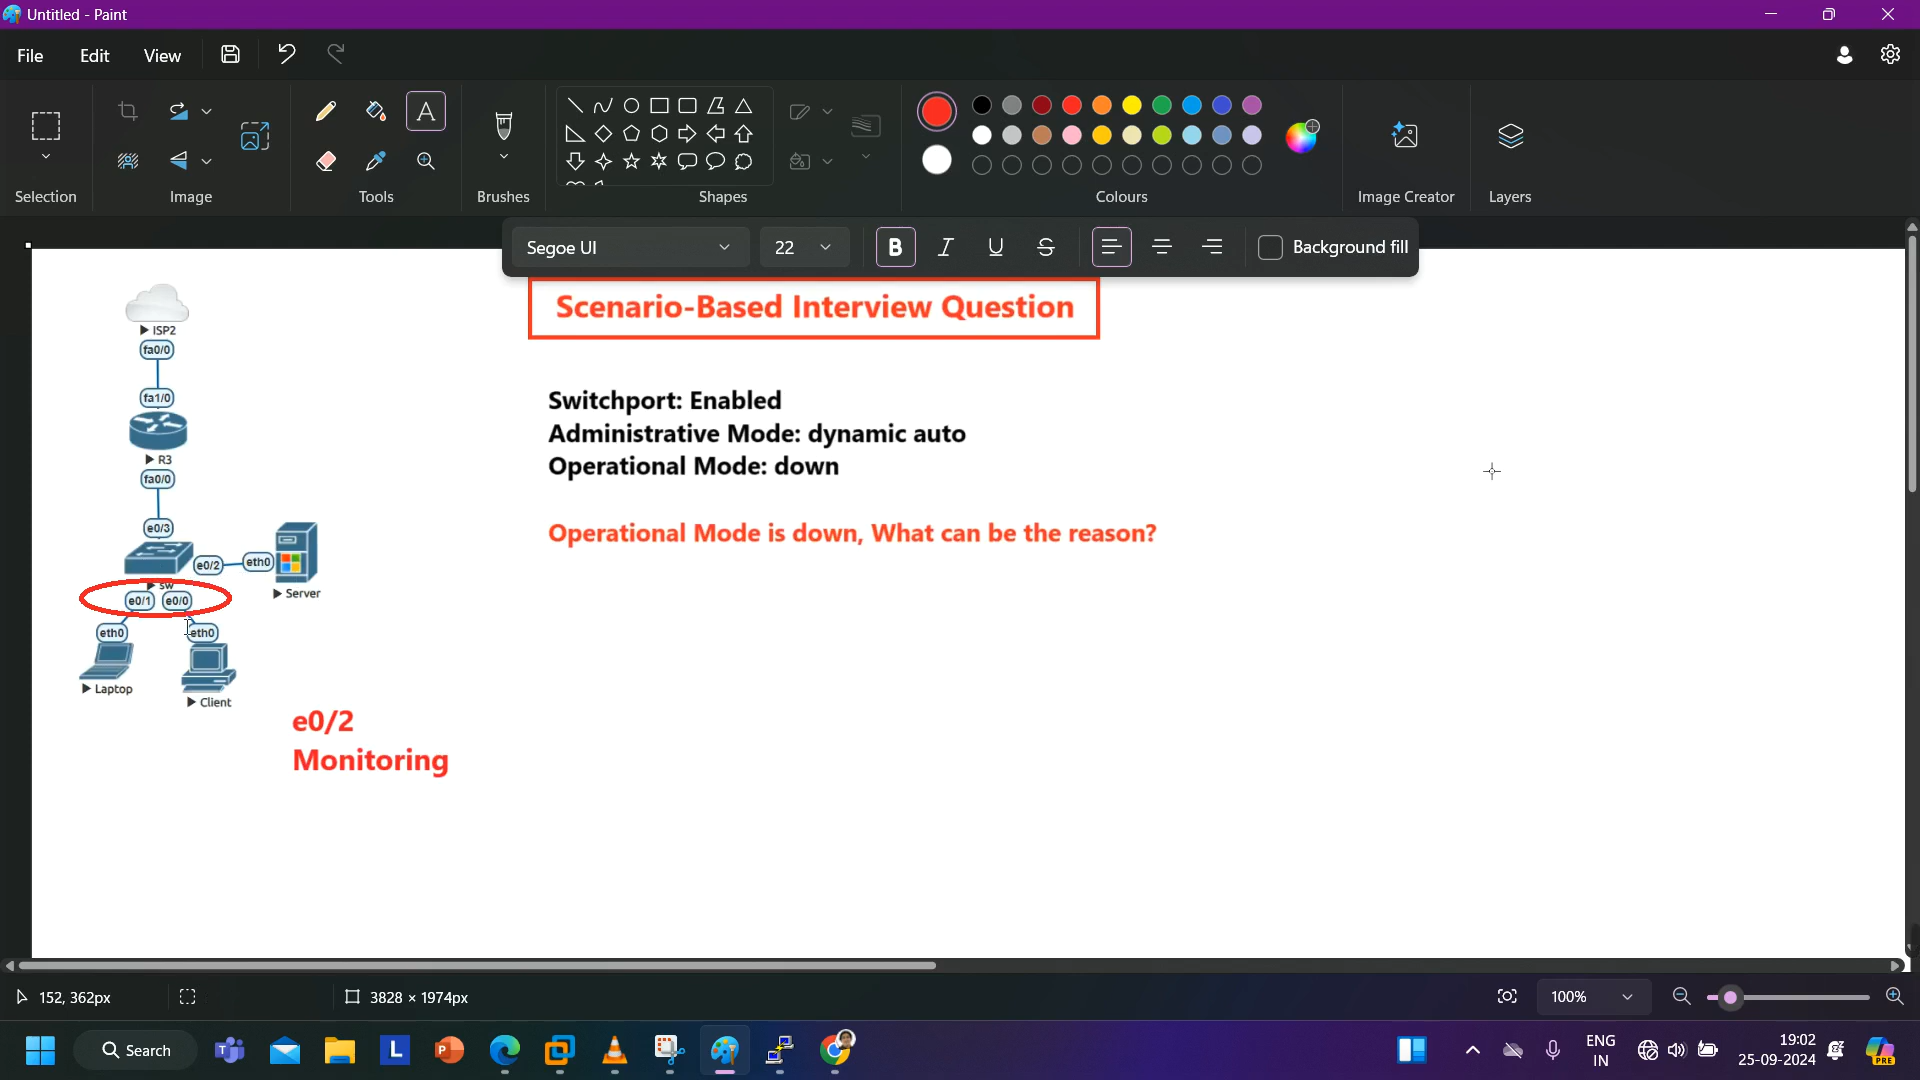 Untitled - Paint
File Edit View
Selection
Image
Tools
Brushes
Shapes
Colours
Image Creator
Layers
Segoe UI
22
B I U S
Background fill
Scenario-Based Interview Question
Switchport: Enabled
Administrative Mode: dynamic auto
Operational Mode: down
Operational Mode is down, What can be the reason?
ISP2
fa0/0
fa1/0
R3
fa0/0
e0/3
e0/2
eth0
sw
Server
e0/1
e0/0
eth0
eth0
Laptop
Client
e0/2
Monitoring
152, 362px
3828 × 1974px
100%
Search
ENG
IN
19:02
25-09-2024
PRE